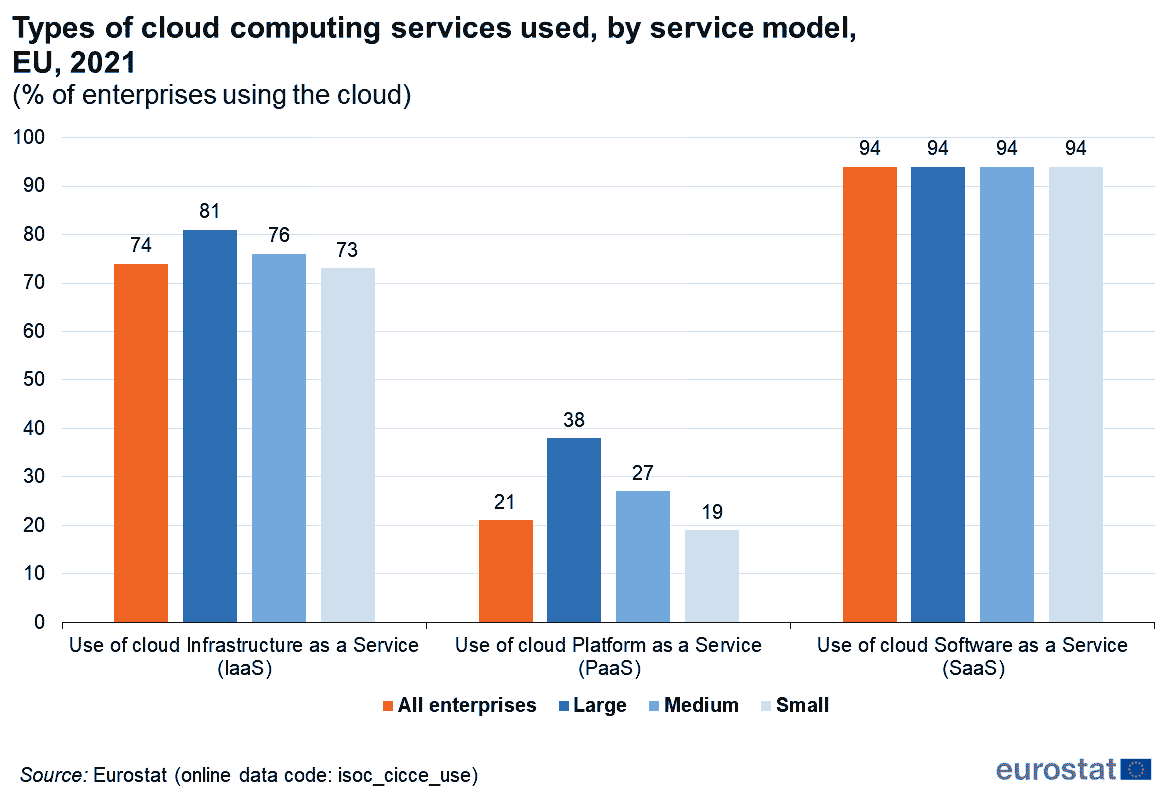 Types of cloud computing services used, by service model,
EU, 2021
(% of enterprises using the cloud)
100
90
80
70
60
50
40
30
20
10
0
74
81
76
73
21
38
27
19
94
94
94
94
Use of cloud Infrastructure as a Service
(IaaS)
Use of cloud Platform as a Service
(PaaS)
Use of cloud Software as a Service
(SaaS)
All enterprises
Large
Medium
Small
Source: Eurostat (online data code: isoc_cicce_use)
eurostat